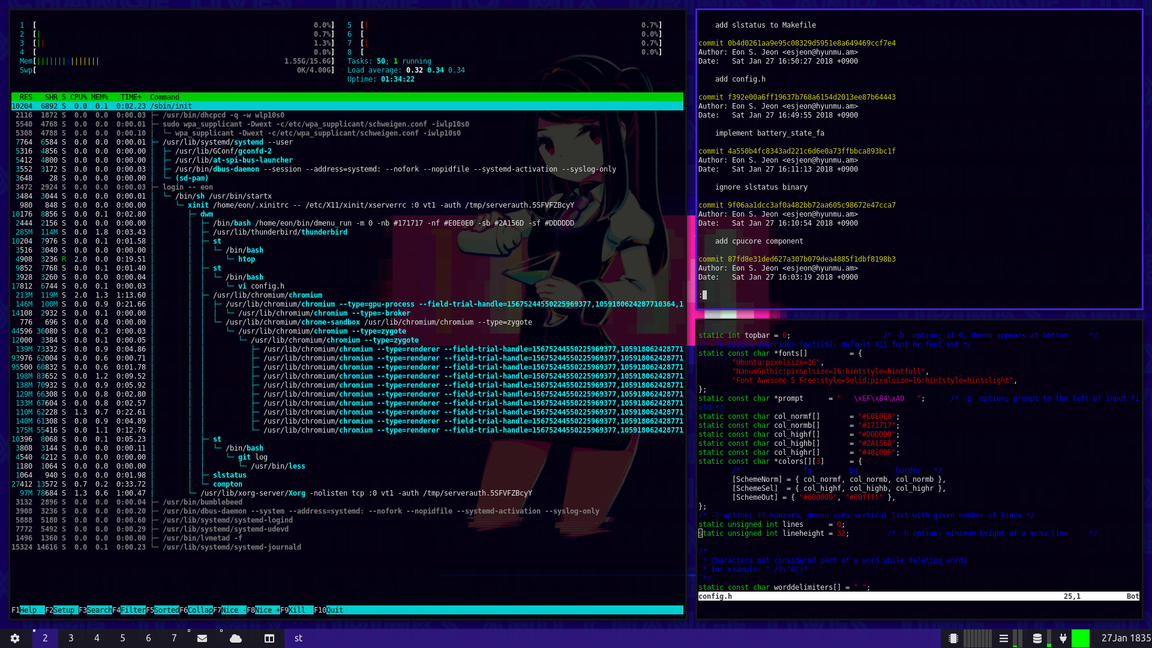 1 [ 0.0%] 5 [| 0.7%]
2 [| 0.7%] 6 [ 0.0%]
3 [|| 1.3%] 7 [| 0.7%]
4 [ 0.0%] 8 [ 0.0%]
Mem[||||||||||||||| 1.55G/15.6G] Tasks: 50; 1 running
Swp[ 0K/4.00G] Load average: 0.32 0.34 0.34
Uptime: 01:34:22
RES SHR S CPU% MEM% TIME+ Command
10204 6892 S 0.0 0.1 0:02.23 /sbin/init
2116 1872 S 0.0 0.0 0:00.03 ├─ /usr/bin/dhcpcd -q -w wlp10s0
5540 4768 S 0.0 0.0 0:00.03 ├─ sudo wpa_supplicant -Dwext -c/etc/wpa_supplicant/schweigen.conf -iwlp10s0
5308 4788 S 0.0 0.0 0:00.10 │ └─ wpa_supplicant -Dwext -c/etc/wpa_supplicant/schweigen.conf -iwlp10s0
7764 6584 S 0.0 0.0 0:00.01 ├─ /usr/lib/systemd/systemd --user
5316 4856 S 0.0 0.0 0:00.00 │ ├─ /usr/lib/GConf/gconfd-2
5412 4800 S 0.0 0.0 0:00.00 │ ├─ /usr/lib/at-spi-bus-launcher
3552 3172 S 0.0 0.0 0:00.03 │ ├─ /usr/bin/dbus-daemon --session --address=systemd: --nofork --nopidfile --systemd-activation --syslog-only
3640 28 S 0.0 0.0 0:00.00 │ └─ (sd-pam)
3472 2924 S 0.0 0.0 0:00.03 ├─ login -- eon
3484 3044 S 0.0 0.0 0:00.01 │ └─ /bin/sh /usr/bin/startx
980 848 S 0.0 0.0 0:00.00 │ └─ xinit /home/eon/.xinitrc -- /etc/X11/xinit/xserverrc :0 vt1 -auth /tmp/serverauth.5SFVFZBcyY
10176 8856 S 0.0 0.1 0:02.80 │ ├─ dwm
2444 2156 S 0.0 0.0 0:00.00 │ │ ├─ /bin/bash /home/eon/bin/dmenu_run -m 0 -nb #171717 -nf #E0E0E0 -sb #2A156D -sf #DDDDDD
285M 114M S 0.0 1.8 0:03.43 │ │ ├─ /usr/lib/thunderbird/thunderbird
10204 7976 S 0.0 0.1 0:01.58 │ │ ├─ st
3516 3040 S 0.0 0.0 0:00.00 │ │ │ └─ /bin/bash
4908 3236 R 2.0 0.0 0:19.51 │ │ │ └─ htop
9852 7768 S 0.0 0.1 0:01.40 │ │ ├─ st
3928 3260 S 0.0 0.0 0:00.04 │ │ │ └─ /bin/bash
17812 6744 S 0.0 0.1 0:00.03 │ │ │ └─ vi config.h
213M 119M S 2.0 1.3 1:13.60 │ │ ├─ /usr/lib/chromium/chromium
146M 100M S 0.0 0.9 0:21.66 │ │ │ ├─ /usr/lib/chromium/chromium --type=gpu-process --field-trial-handle=1567524455022596937​7,105918062428710364,1
14108 2932 S 0.0 0.1 0:00.00 │ │ │ │ └─ /usr/lib/chromium/chromium --type=-broker
776 696 S 0.0 0.0 0:00.00 │ │ │ └─ /usr/lib/chromium/chrome-sandbox /usr/lib/chromium/chromium --type=zygote
44596 36080 S 0.0 0.3 0:00.03 │ │ │ └─ /usr/lib/chromium/chromium --type=zygote
12000 3384 S 0.0 0.1 0:00.05 │ │ │ └─ /usr/lib/chromium/chromium --type=zygote
139M 73332 S 0.0 0.9 0:04.86 │ │ │ ├─ /usr/lib/chromium/chromium --type=renderer --field-trial-handle=15675244550225969377,105918062428771
93976 62004 S 0.0 0.6 0:00.71 │ │ │ ├─ /usr/lib/chromium/chromium --type=renderer --field-trial-handle=15675244550225969377,105918062428771
95500 66832 S 0.0 0.6 0:01.78 │ │ │ ├─ /usr/lib/chromium/chromium --type=renderer --field-trial-handle=15675244550225969377,105918062428771
198M 83652 S 0.0 1.2 0:09.52 │ │ │ ├─ /usr/lib/chromium/chromium --type=renderer --field-trial-handle=15675244550225969377,105918062428771
138M 70932 S 0.0 0.9 0:05.92 │ │ │ ├─ /usr/lib/chromium/chromium --type=renderer --field-trial-handle=15675244550225969377,105918062428771
129M 66308 S 0.0 0.8 0:02.80 │ │ │ ├─ /usr/lib/chromium/chromium --type=renderer --field-trial-handle=15675244550225969377,105918062428771
133M 67604 S 0.0 0.8 0:02.57 │ │ │ ├─ /usr/lib/chromium/chromium --type=renderer --field-trial-handle=15675244550225969377,105918062428771
110M 62228 S 1.3 0.7 0:22.61 │ │ │ ├─ /usr/lib/chromium/chromium --type=renderer --field-trial-handle=15675244550225969377,105918062428771
140M 61308 S 0.0 0.9 0:04.89 │ │ │ ├─ /usr/lib/chromium/chromium --type=renderer --field-trial-handle=15675244550225969377,105918062428771
175M 55416 S 0.0 1.1 0:12.76 │ │ │ └─ /usr/lib/chromium/chromium --type=renderer --field-trial-handle=15675244550225969377,105918062428771
10396 8068 S 0.0 0.1 0:05.23 │ │ ├─ st
3808 3144 S 0.0 0.0 0:00.11 │ │ │ └─ /bin/bash
4540 4212 S 0.0 0.0 0:00.00 │ │ │ └─ git log
1180 1064 S 0.0 0.0 0:00.00 │ │ │ └─ /usr/bin/less
1064 940 S 0.0 0.0 0:01.98 │ │ ├─ slstatus
27412 13572 S 0.7 0.2 0:33.72 │ │ └─ compton
97M 78684 S 1.3 0.6 1:00.47 │ └─ /usr/lib/xorg-server/Xorg -nolisten tcp :0 vt1 -auth /tmp/serverauth.5SFVFZBcyY
3132 2896 S 0.0 0.0 0:00.04 ├─ /usr/bin/bumblebeed
3908 3236 S 0.0 0.0 0:00.20 ├─ /usr/bin/dbus-daemon --system --address=systemd: --nofork --nopidfile --systemd-activation --syslog-only
5888 5180 S 0.0 0.0 0:00.60 ├─ /usr/lib/systemd/systemd-logind
7772 5492 S 0.0 0.0 0:00.29 ├─ /usr/lib/systemd/systemd-udevd
1496 1360 S 0.0 0.0 0:00.00 ├─ /usr/bin/lvmetad -f
15324 14616 S 0.0 0.1 0:00.23 └─ /usr/lib/systemd/systemd-journald
F1Help F2Setup F3SearchF4FilterF5SortedF6CollapF7Nice -F8Nice +F9Kill F10Quit
add slstatus to Makefile
commit 0b4d0261aa9e95c08329d5951e8a649469ccf7e4
Author: Eon S. Jeon <esjeon@hyunmu.am>
Date: Sat Jan 27 16:50:27 2018 +0900
add config.h
commit f392e00a6ff19637b768a6154d2013ee87b64443
Author: Eon S. Jeon <esjeon@hyunmu.am>
Date: Sat Jan 27 16:49:55 2018 +0900
implement battery_state_fa
commit 4a550b4fc8343ad221c6d6e0a73ffbbca893bc1f
Author: Eon S. Jeon <esjeon@hyunmu.am>
Date: Sat Jan 27 16:11:13 2018 +0900
ignore slstatus binary
commit 9f06aa1dcc3af0a482bb72aa605c98672e47cca7
Author: Eon S. Jeon <esjeon@hyunmu.am>
Date: Sat Jan 27 16:10:54 2018 +0900
add cpucore component
commit 87fd8e31ded627a307b079dea4885f1dbf8198b3
Author: Eon S. Jeon <esjeon@hyunmu.am>
Date: Sat Jan 27 16:03:19 2018 +0900
:
static int topbar = 0; /* -b option; if 0, dmenu appears at bottom */
/* -fn option overrides fonts[0]; default X11 font or font set */
static const char *fonts[] = {
"Ubuntu:pixelsize=16",
"NanumGothic:pixelsize=16:hintstyle=hintfull",
"Font Awesome 5 Free:style=Solid:pixelsize=16:hintstyle=hintslight",
};
static const char *prompt = " \xEF\x84\xA0 "; /* -p option; prompt to the left of input fi
eld */
static const char col_normf[] = "#E0E0E0";
static const char col_normb[] = "#171717";
static const char col_highf[] = "#DDDDDD";
static const char col_highb[] = "#2A156D";
static const char col_highr[] = "#4020DF";
static const char *colors[][3] = {
/* fg bg border */
[SchemeNorm] = { col_normf, col_normb, col_normb },
[SchemeSel] = { col_highf, col_highb, col_highr },
[SchemeOut] = { "#000000", "#00ffff" },
};
/* -l option; if nonzero, dmenu uses vertical list with given number of lines */
static unsigned int lines = 0;
static unsigned int lineheight = 32; /* -h option; minimum height of a menu line */
/*
* Characters not considered part of a word while deleting words
* for example: " /?\"&[]"
*/
static const char worddelimiters[] = " ";
config.h 25,1 Bot
2 3 4 5 6 7 st 27Jan 1835